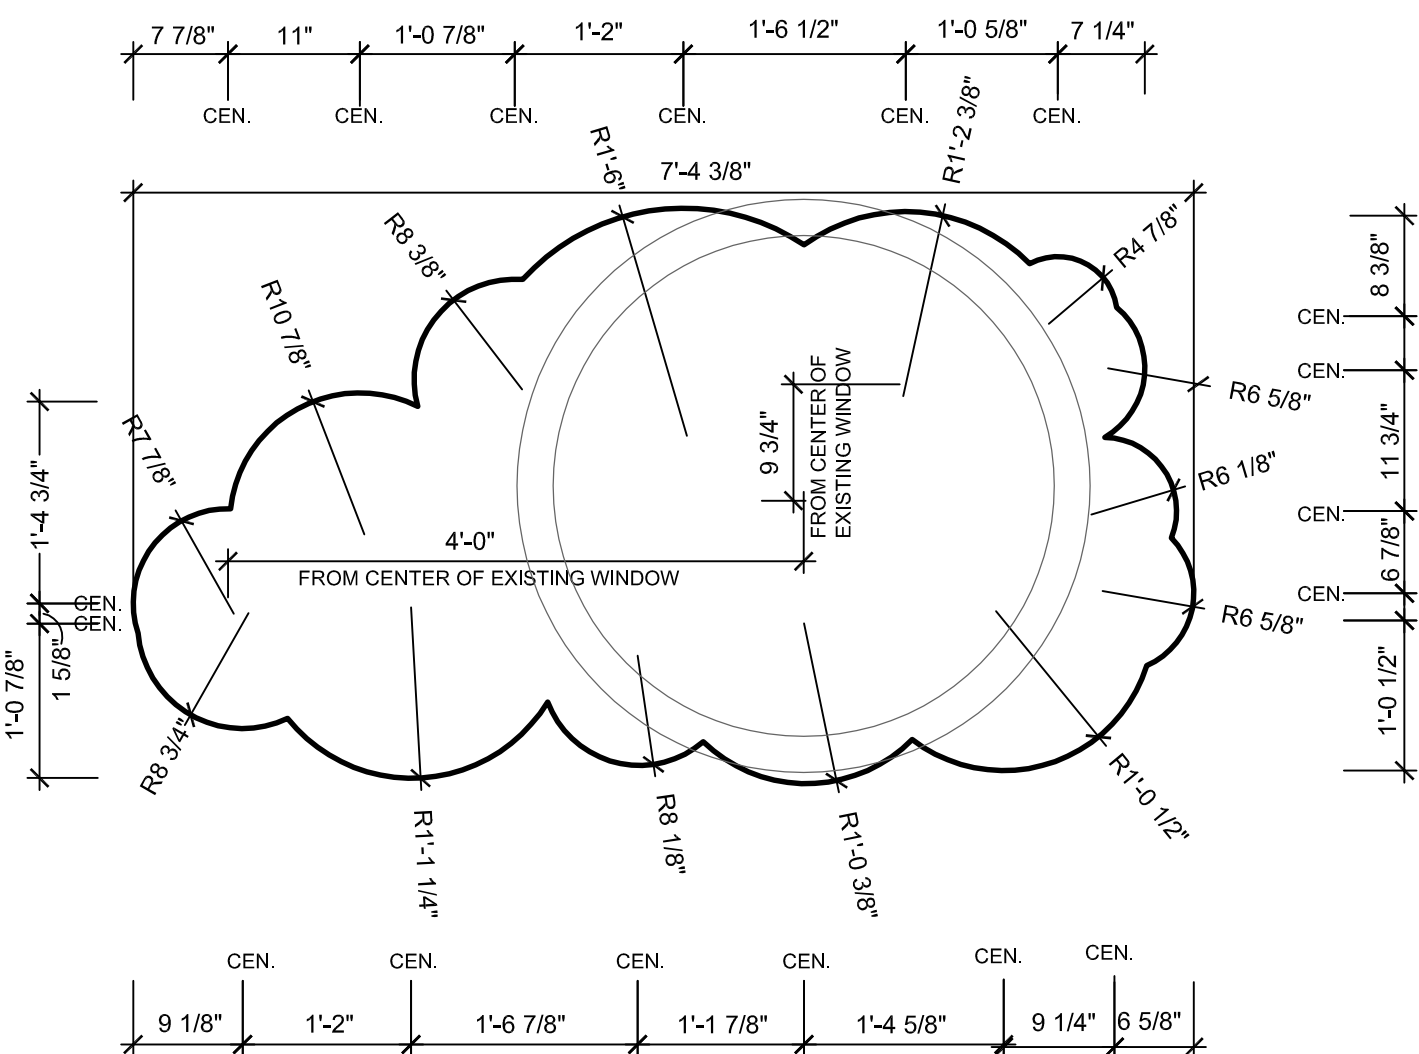 7 7/8" 11" 1'-0 7/8" 1'-2" 1'-6 1/2" 1'-0 5/8" 7 1/4"
CEN. CEN. CEN. CEN. CEN. CEN.
7'-4 3/8"
R1'-6"
R1'-2 3/8"
R8 3/8"
R4 7/8"
R10 7/8"
R7 7/8"
8 3/8"
CEN.
CEN.
R6 5/8"
11 3/4"
R6 1/8"
CEN.
6 7/8"
CEN.
R6 5/8"
1'-0 1/2"
9 3/4"
FROM CENTER OF
EXISTING WINDOW
4'-0"
FROM CENTER OF EXISTING WINDOW
1'-4 3/4"
CEN.
CEN.
1 5/8"
1'-0 7/8"
R8 3/4"
R1'-1 1/4"
R8 1/8"
R1'-0 3/8"
R1'-0 1/2"
CEN. CEN. CEN. CEN. CEN. CEN.
9 1/8" 1'-2" 1'-6 7/8" 1'-1 7/8" 1'-4 5/8" 9 1/4" 6 5/8"